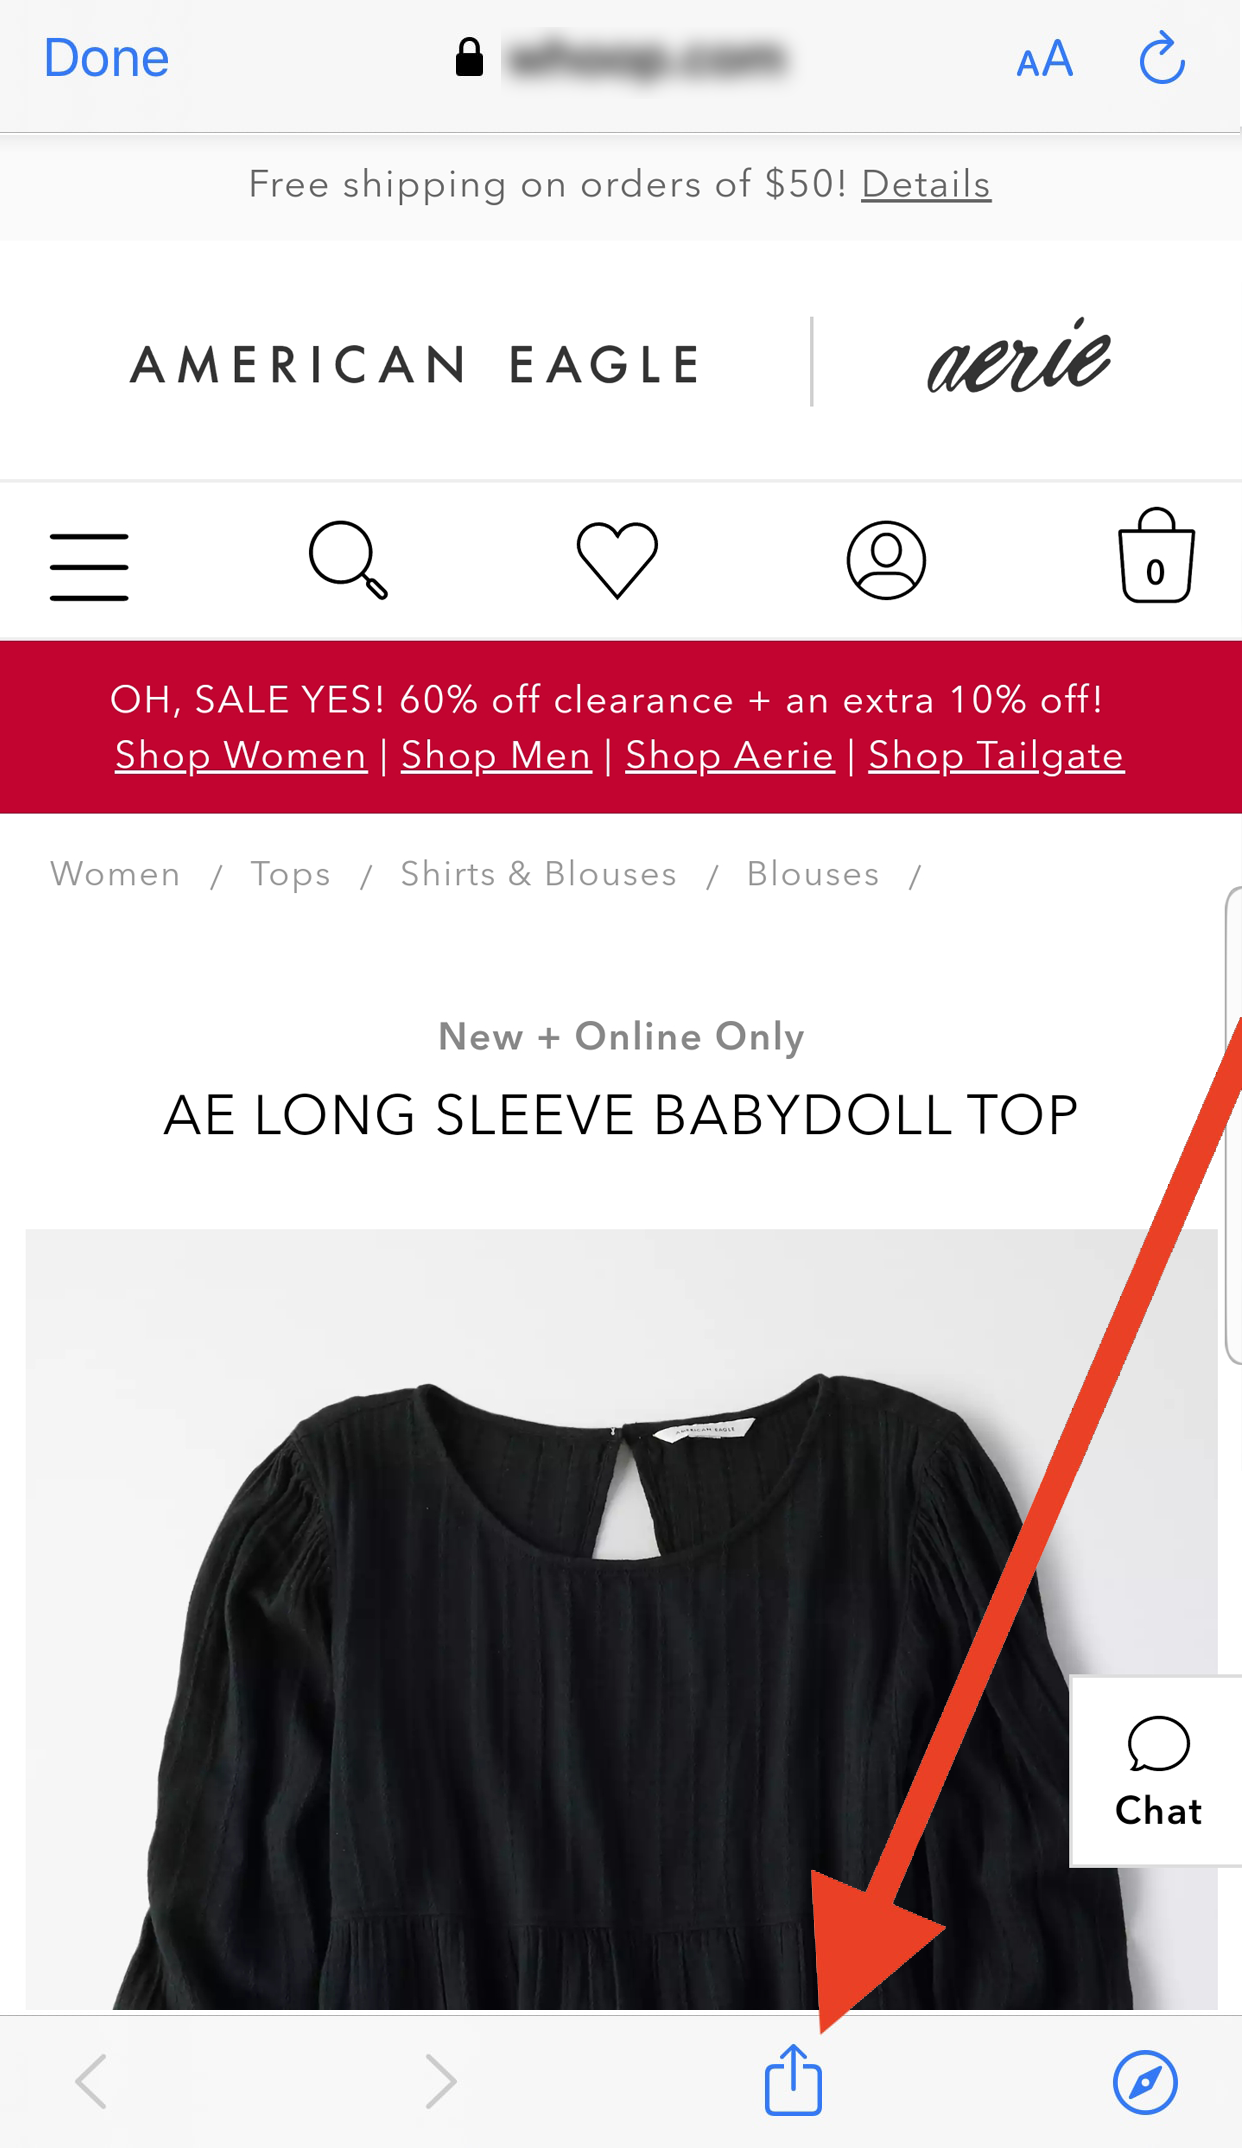 Done
AA
Free shipping on orders of $50! Details
AMERICAN EAGLE
aerie
0
OH, SALE YES! 60% off clearance + an extra 10% off!
Shop Women | Shop Men | Shop Aerie | Shop Tailgate
Women / Tops / Shirts & Blouses / Blouses /
New + Online Only
AE LONG SLEEVE BABYDOLL TOP
AMERICAN EAGLE
Chat